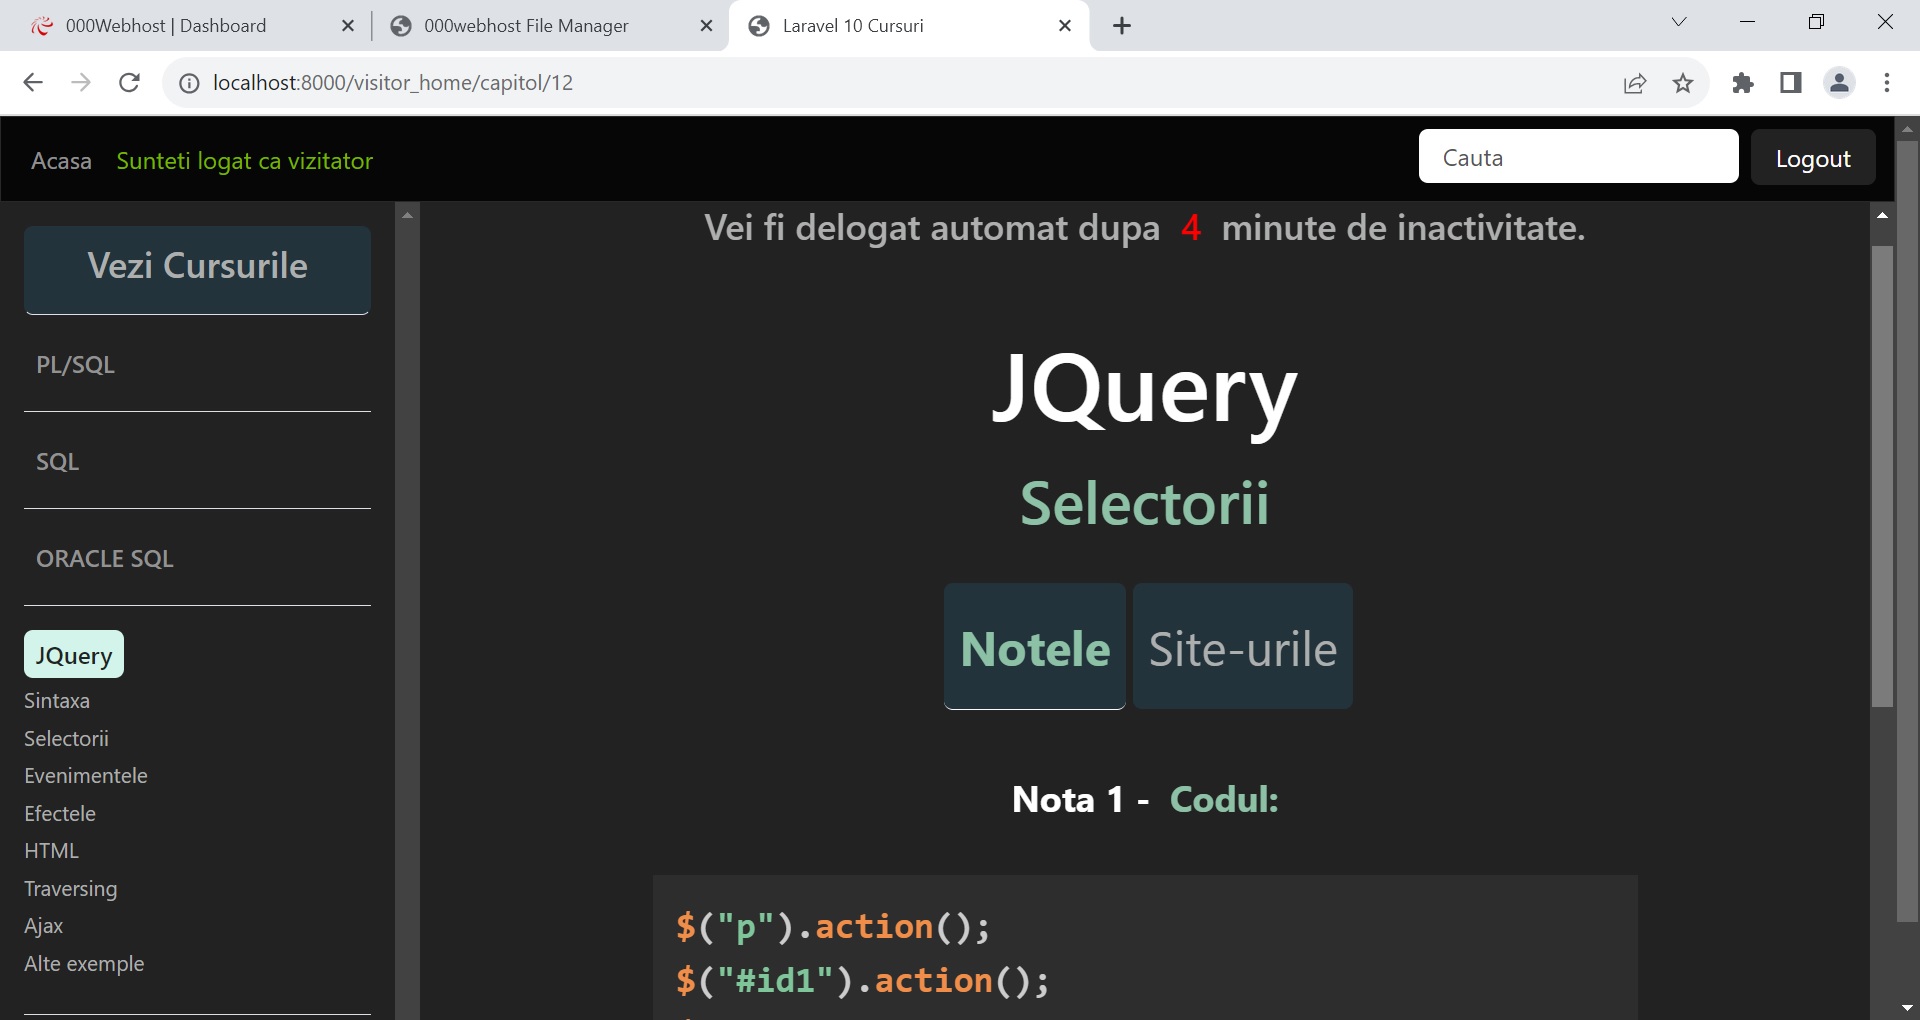 000Webhost | Dashboard
000webhost File Manager
Laravel 10 Cursuri
localhost:8000/visitor_home/capitol/12
Acasa Sunteti logat ca vizitator
Cauta
Logout
Vezi Cursurile
PL/SQL
SQL
ORACLE SQL
JQuery
Sintaxa
Selectorii
Evenimentele
Efectele
HTML
Traversing
Ajax
Alte exemple
Vei fi delogat automat dupa 4 minute de inactivitate.
JQuery
Selectorii
Notele
Site-urile
Nota 1 - Codul:
$("p").action();
$("#id1").action();